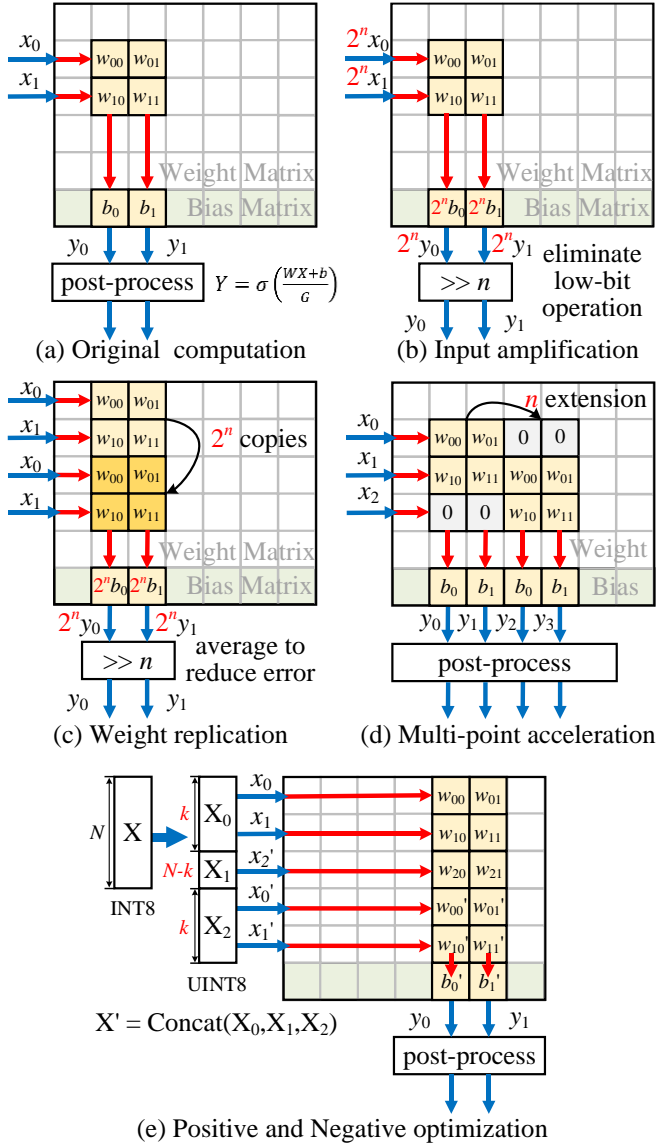 x0 w00 w01
x1 w10 w11
Weight Matrix
b0 b1 Bias Matrix
y0 y1
post-process Y = σ(WX+b / G)
(a) Original computation
2^n x0 w00 w01
2^n x1 w10 w11
Weight Matrix
2^n b0 2^n b1 Bias Matrix
2^n y0 2^n y1
>> n
eliminate
low-bit
operation
y0 y1
(b) Input amplification
x0 w00 w01
x1 w10 w11 2^n copies
x0 w00 w01
x1 w10 w11
Weight Matrix
2^n b0 2^n b1 Bias Matrix
2^n y0 2^n y1
>> n
average to
reduce error
y0 y1
(c) Weight replication
n extension
x0 w00 w01 0 0
x1 w10 w11 w00 w01
x2 0 0 w10 w11
Weight
b0 b1 b0 b1 Bias
y0 y1 y2 y3
post-process
(d) Multi-point acceleration
N X
INT8
k X0 x0 w00 w01
x1 w10 w11
N-k X1 x2' w20 w21
k X2 x0' w00' w01'
x1' w10' w11'
UINT8
b0' b1'
X' = Concat(X0,X1,X2)
y0 y1
post-process
(e) Positive and Negative optimization